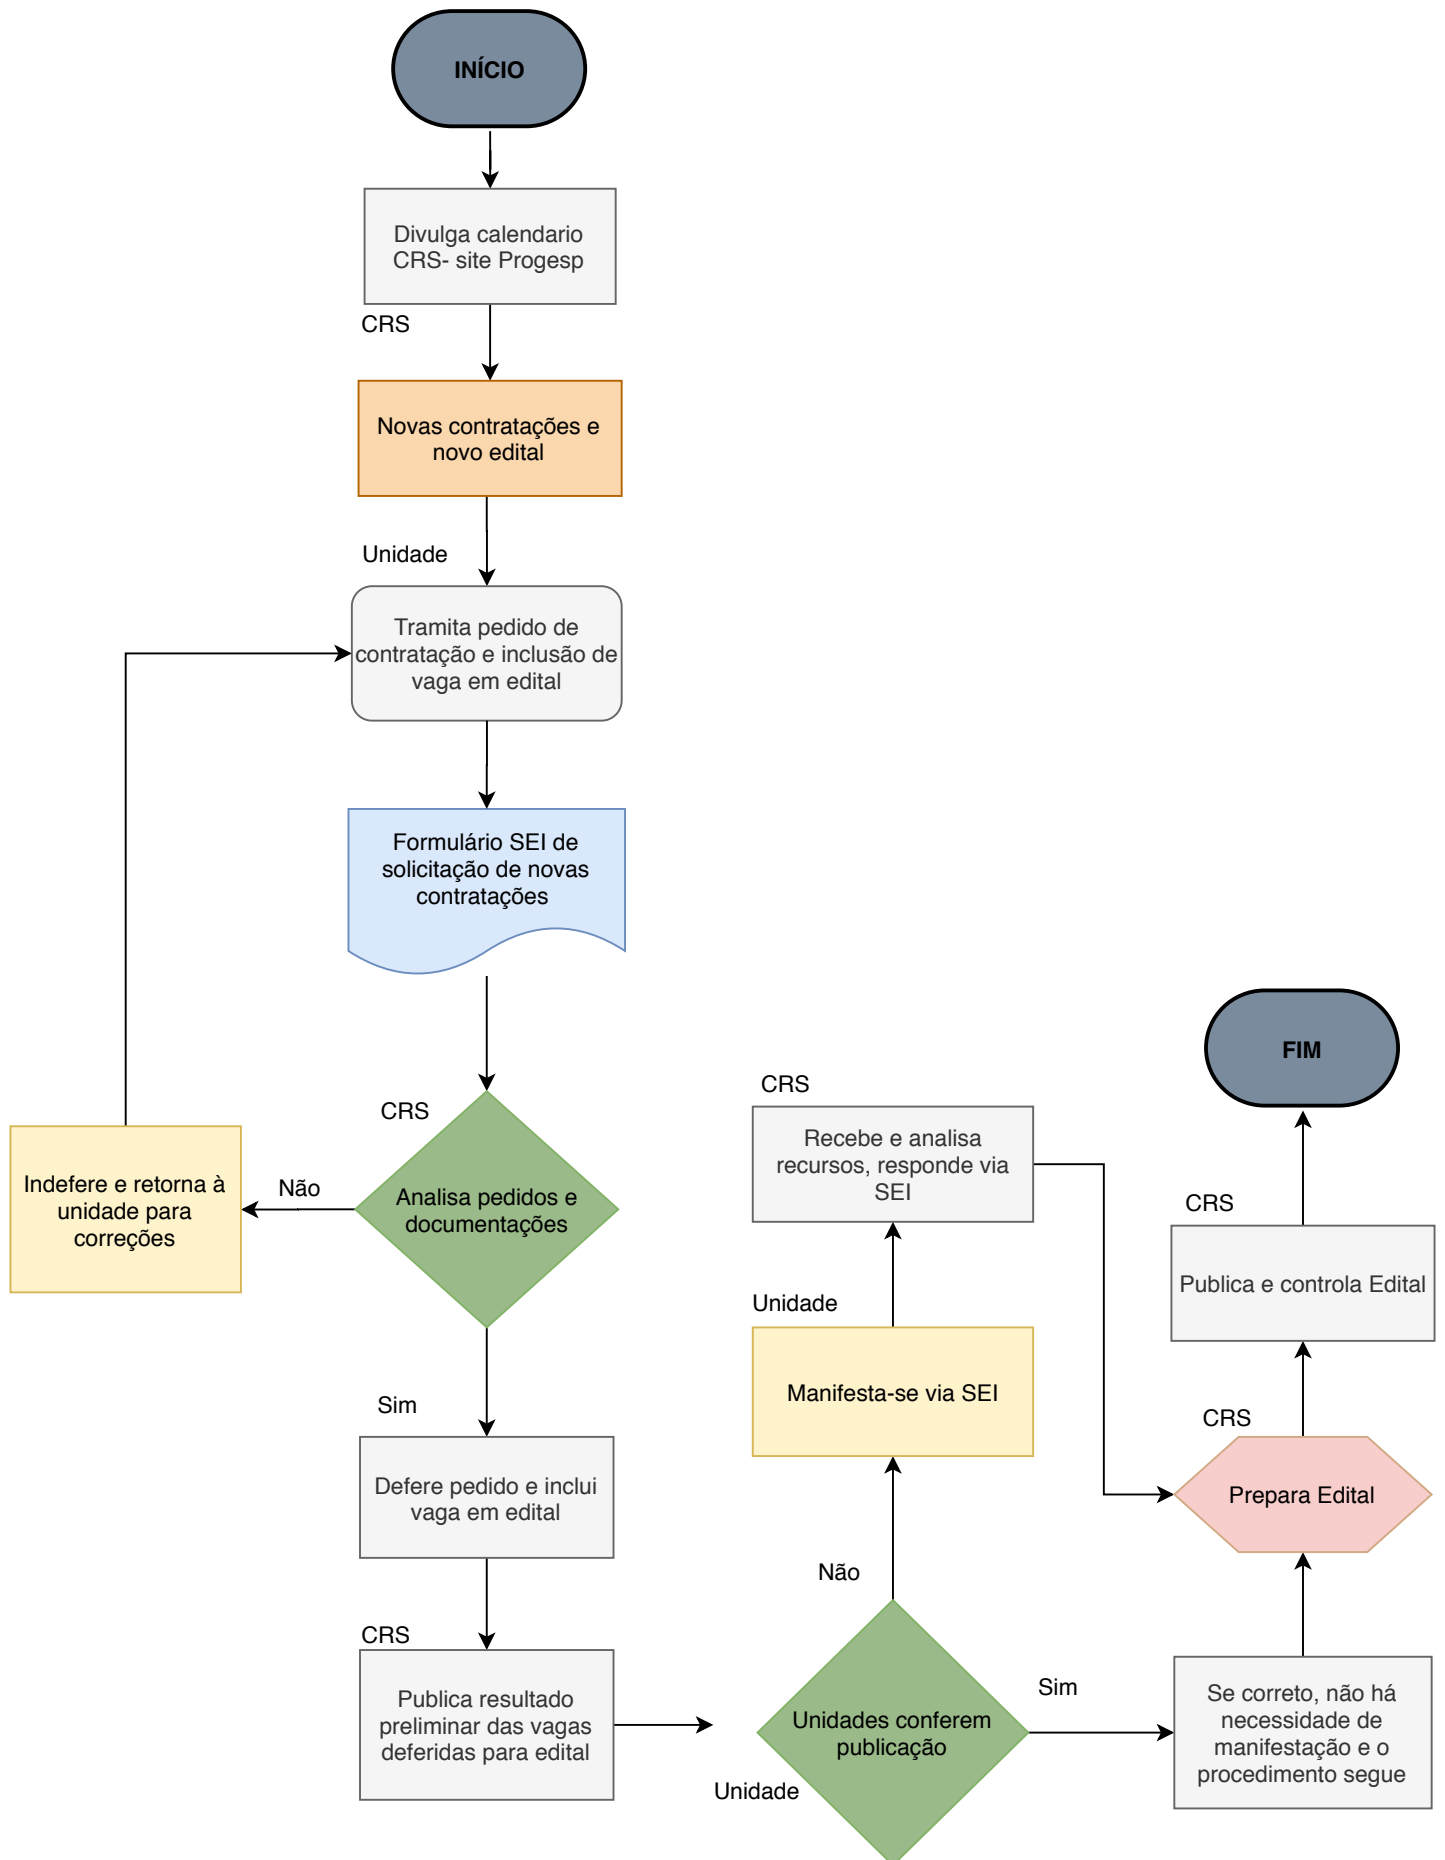 INÍCIO
Divulga calendario
CRS- site Progesp
CRS
Novas contratações e
novo edital
Unidade
Tramita pedido de
contratação e inclusão de
vaga em edital
Formulário SEI de
solicitação de novas
contratações
CRS
Analisa pedidos e
documentações
Não
Indefere e retorna à
unidade para
correções
Sim
Defere pedido e inclui
vaga em edital
CRS
Publica resultado
preliminar das vagas
deferidas para edital
Unidade
Unidades conferem
publicação
Não
Unidade
Manifesta-se via SEI
CRS
Recebe e analisa
recursos, responde via
SEI
Sim
Se correto, não há
necessidade de
manifestação e o
procedimento segue
CRS
Prepara Edital
CRS
Publica e controla Edital
FIM